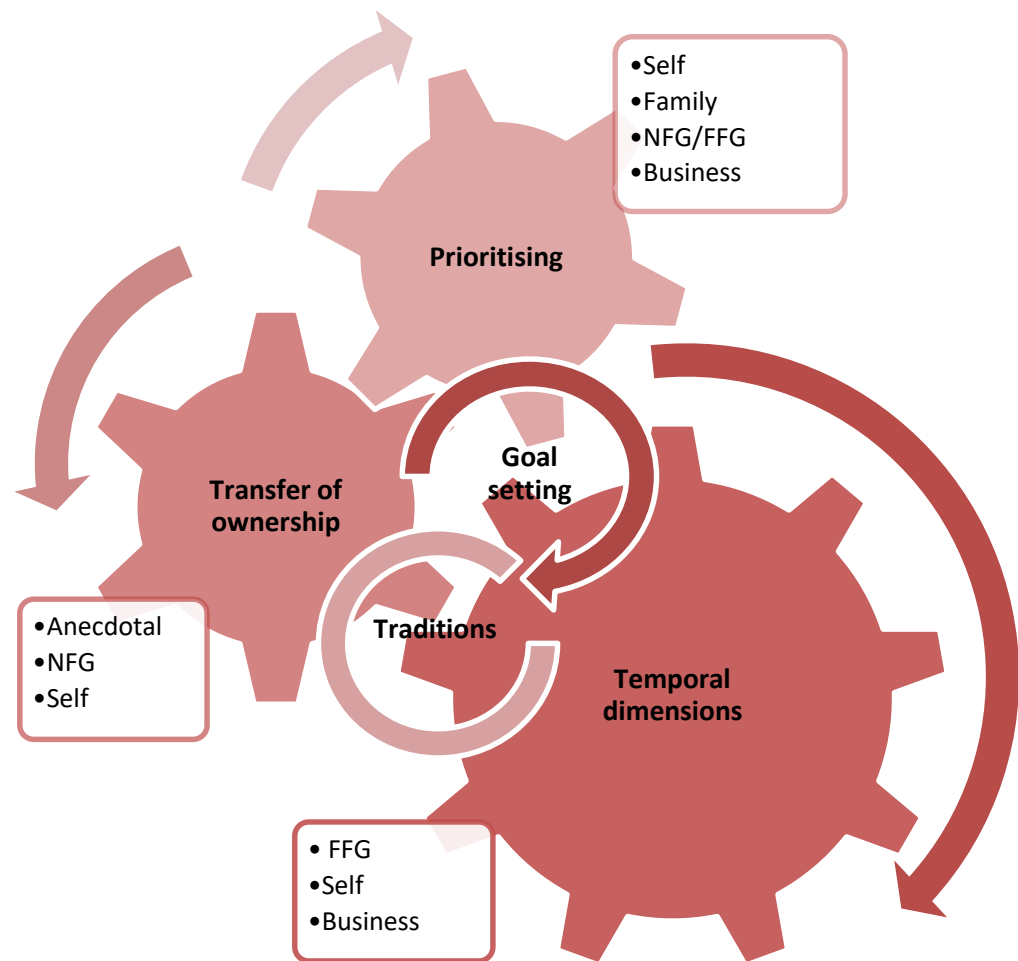 •Self
•Family
•NFG/FFG
•Business
Prioritising
Goal
setting
Transfer of
ownership
Traditions
•Anecdotal
•NFG
•Self
Temporal
dimensions
• FFG
•Self
•Business